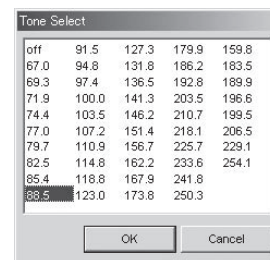 Tone Select
off 91.5 127.3 179.9 159.8
67.0 94.8 131.8 186.2 183.5
69.3 97.4 136.5 192.8 189.9
71.9 100.0 141.3 203.5 196.6
74.4 103.5 146.2 210.7 199.5
77.0 107.2 151.4 218.1 206.5
79.7 110.9 156.7 225.7 229.1
82.5 114.8 162.2 233.6 254.1
85.4 118.8 167.9 241.8
88.5 123.0 173.8 250.3
OK Cancel